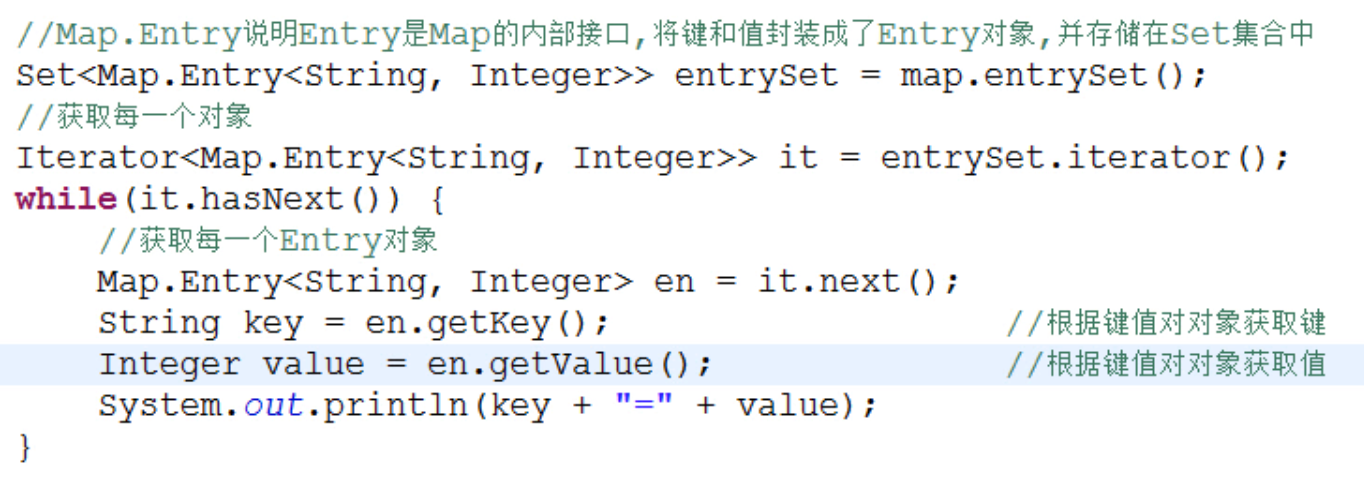 //Map.Entry说明Entry是Map的内部接口,将键和值封装成了Entry对象,并存储在Set集合中
Set<Map.Entry<String, Integer>> entrySet = map.entrySet();
//获取每一个对象
Iterator<Map.Entry<String, Integer>> it = entrySet.iterator();
while(it.hasNext()) {
    //获取每一个Entry对象
    Map.Entry<String, Integer> en = it.next();
    String key = en.getKey();                   //根据键值对对象获取键
    Integer value = en.getValue();              //根据键值对对象获取值
    System.out.println(key + "=" + value);
}